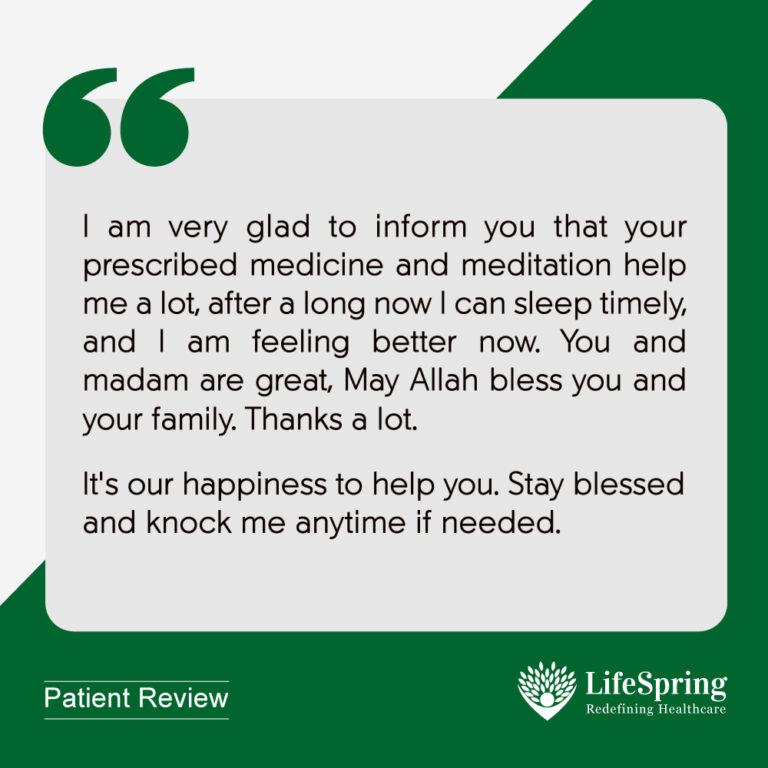 I am very glad to inform you that your
prescribed medicine and meditation help
me a lot, after a long now I can sleep timely,
and I am feeling better now. You and
madam are great, May Allah bless you and
your family. Thanks a lot.
It's our happiness to help you. Stay blessed
and knock me anytime if needed.
Patient Review
LifeSpring
Redefining Healthcare